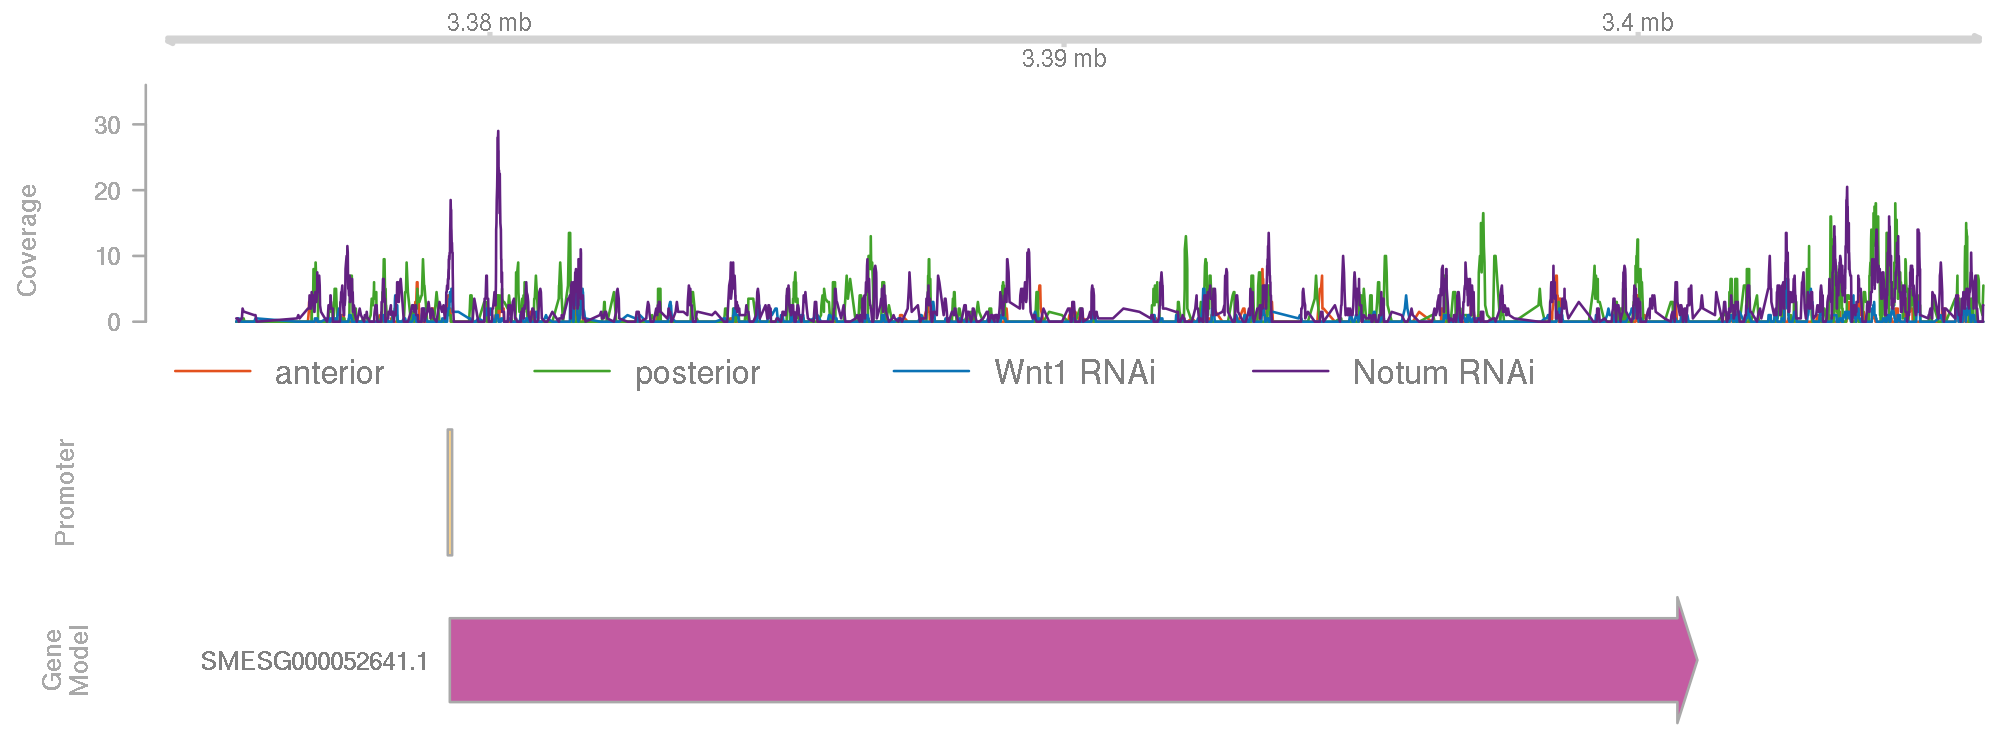 3.38 mb
3.4 mb
3.39 mb
Coverage
30
20
10
0
anterior posterior Wnt1 RNAi Notum RNAi
Promoter
Gene
Model
SMESG000052641.1